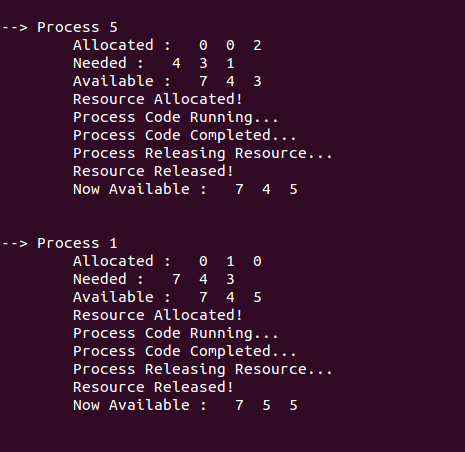 --> Process 5
        Allocated :   0  0  2
        Needed :   4  3  1
        Available :   7  4  3
        Resource Allocated!
        Process Code Running...
        Process Code Completed...
        Process Releasing Resource...
        Resource Released!
        Now Available :   7  4  5

--> Process 1
        Allocated :   0  1  0
        Needed :   7  4  3
        Available :   7  4  5
        Resource Allocated!
        Process Code Running...
        Process Code Completed...
        Process Releasing Resource...
        Resource Released!
        Now Available :   7  5  5